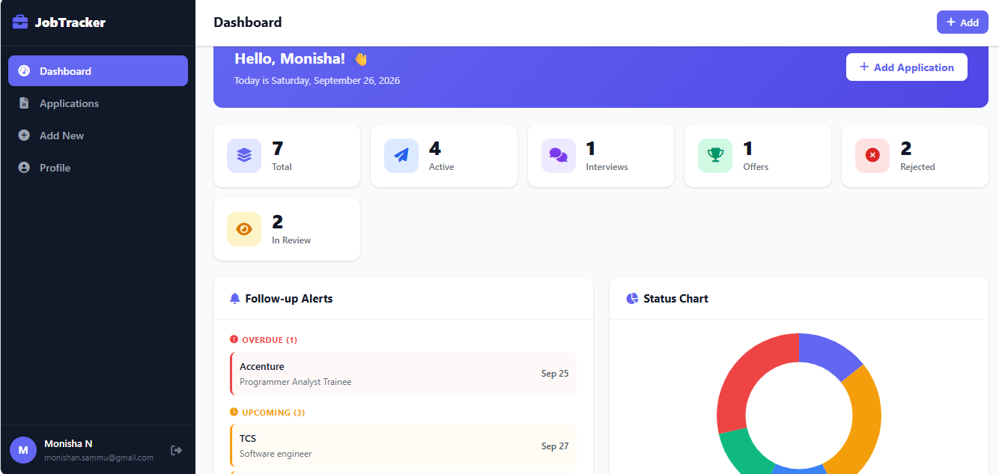 JobTracker
Dashboard
Applications
Add New
Profile
M
Monisha N
monishan.sammu@gmail.com
Dashboard
+ Add
Hello, Monisha! 👋
Today is Saturday, September 26, 2026
+ Add Application
7
Total
4
Active
1
Interviews
1
Offers
2
Rejected
2
In Review
Follow-up Alerts
OVERDUE (1)
Accenture
Programmer Analyst Trainee
Sep 25
UPCOMING (3)
TCS
Software engineer
Sep 27
Status Chart